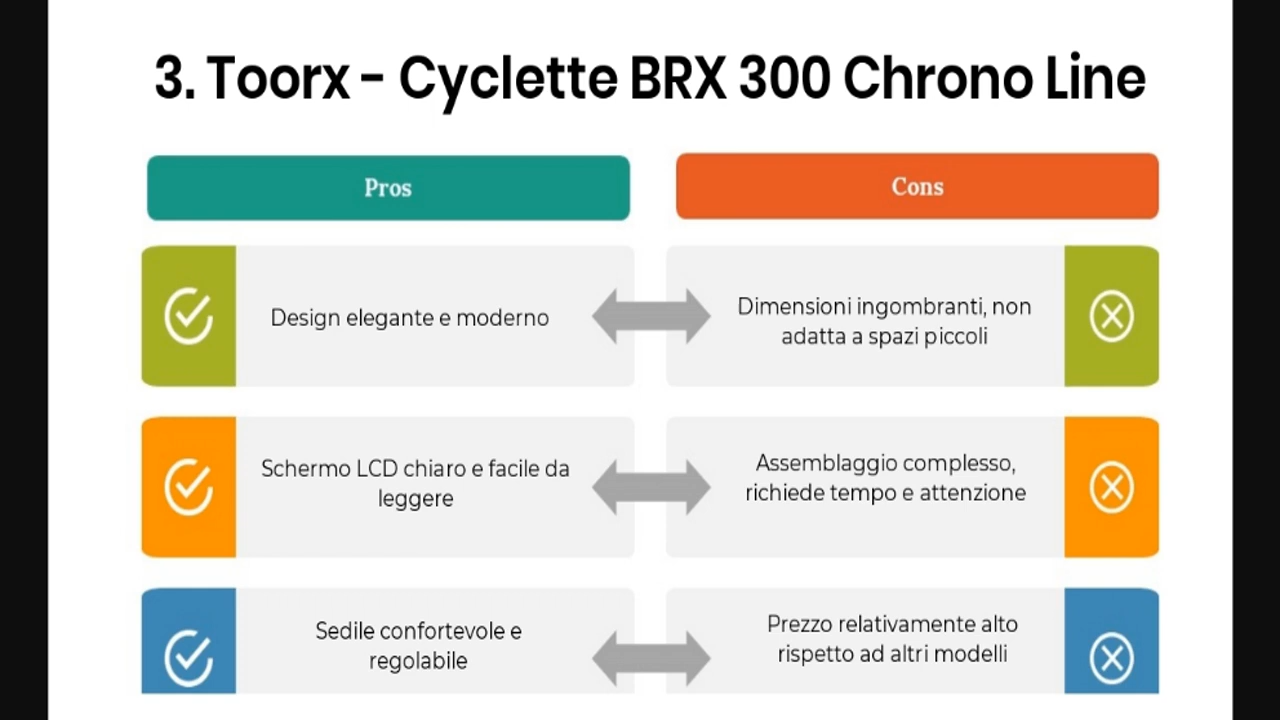 3. Toorx - Cyclette BRX 300 Chrono Line
Pros
Cons
Design elegante e moderno
Dimensioni ingombranti, non
adatta a spazi piccoli
Schermo LCD chiaro e facile da
leggere
Assemblaggio complesso,
richiede tempo e attenzione
Sedile confortevole e
regolabile
Prezzo relativamente alto
rispetto ad altri modelli